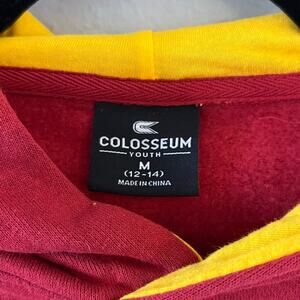 COLOSSEUM
YOUTH
M
(12-14)
MADE IN CHINA